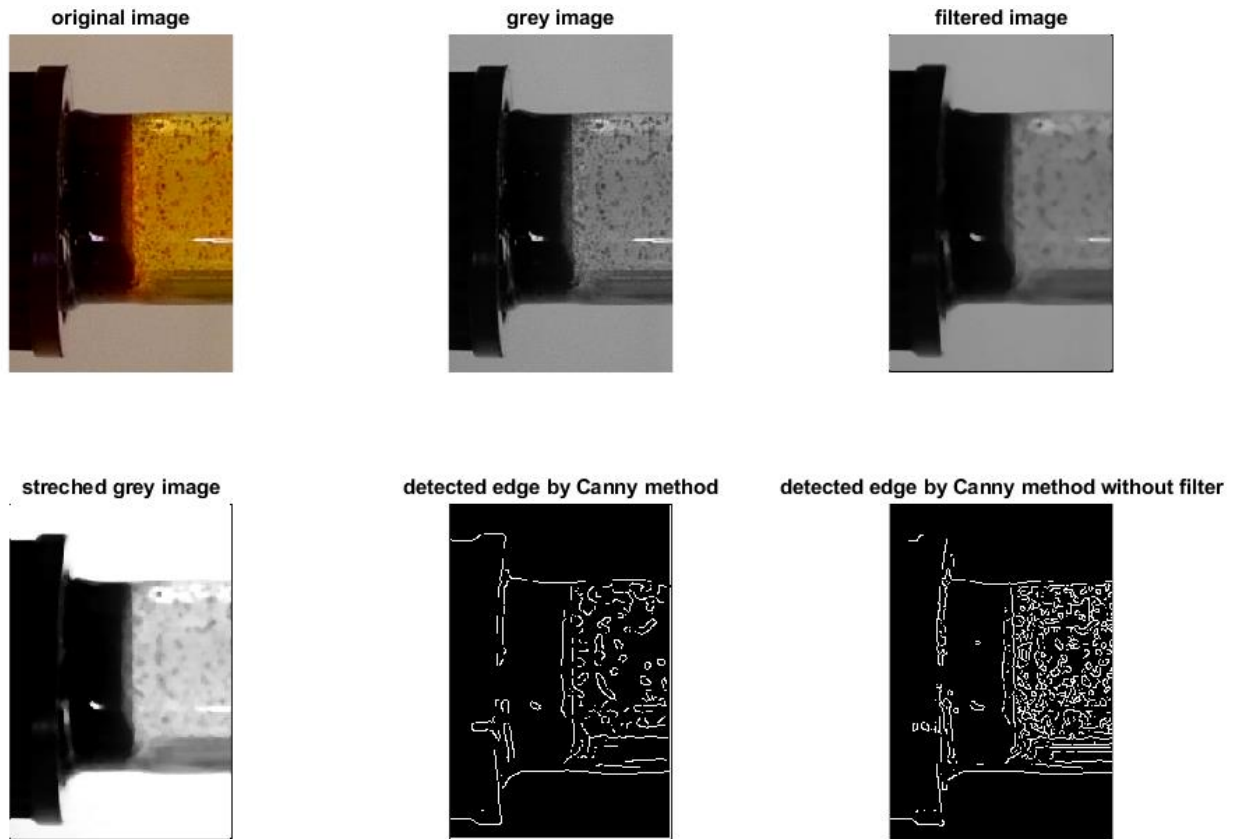 original image
grey image
filtered image
streched grey image
detected edge by Canny method
detected edge by Canny method without filter